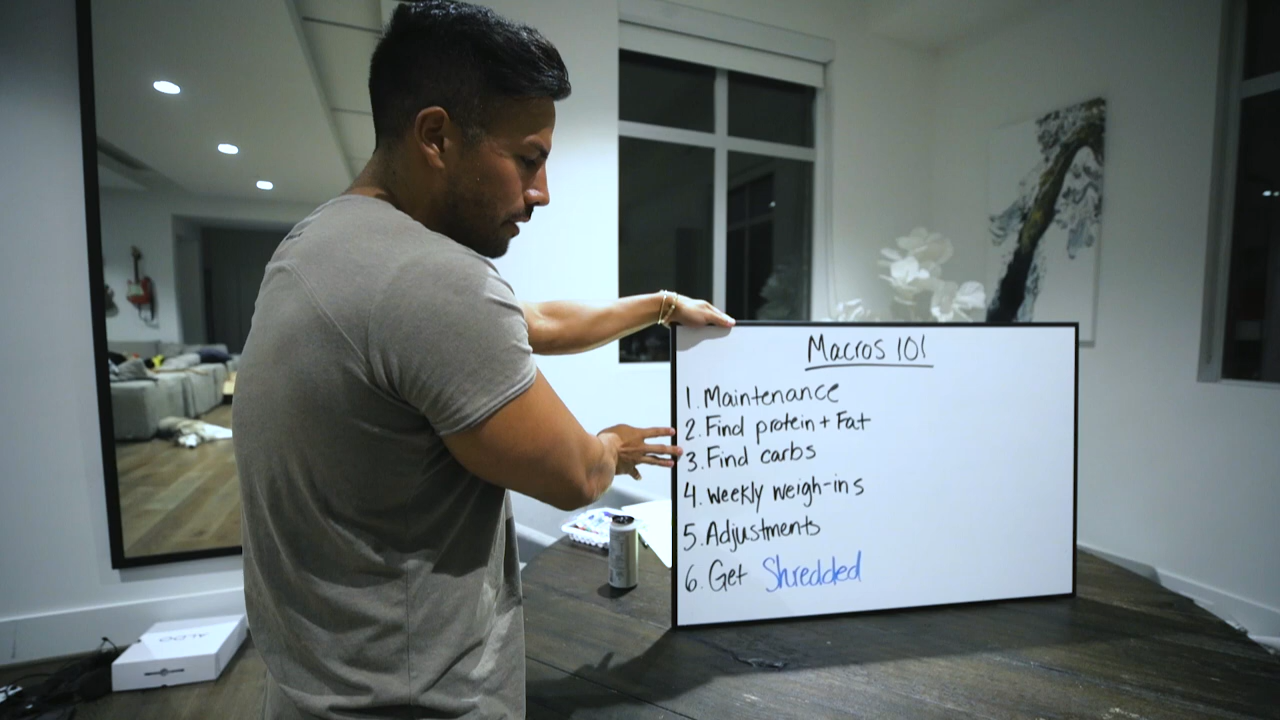 Macros 101
1. Maintenance
2. Find protein + Fat
3. Find carbs
4. Weekly weigh-ins
5. Adjustments
6. Get Shredded
ALDO